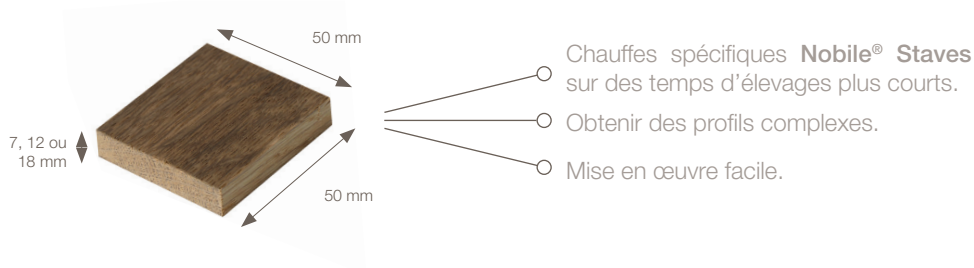 50 mm
7, 12 ou
18 mm
50 mm
Chauffes spécifiques Nobile® Staves
sur des temps d'élevages plus courts.
Obtenir des profils complexes.
Mise en œuvre facile.